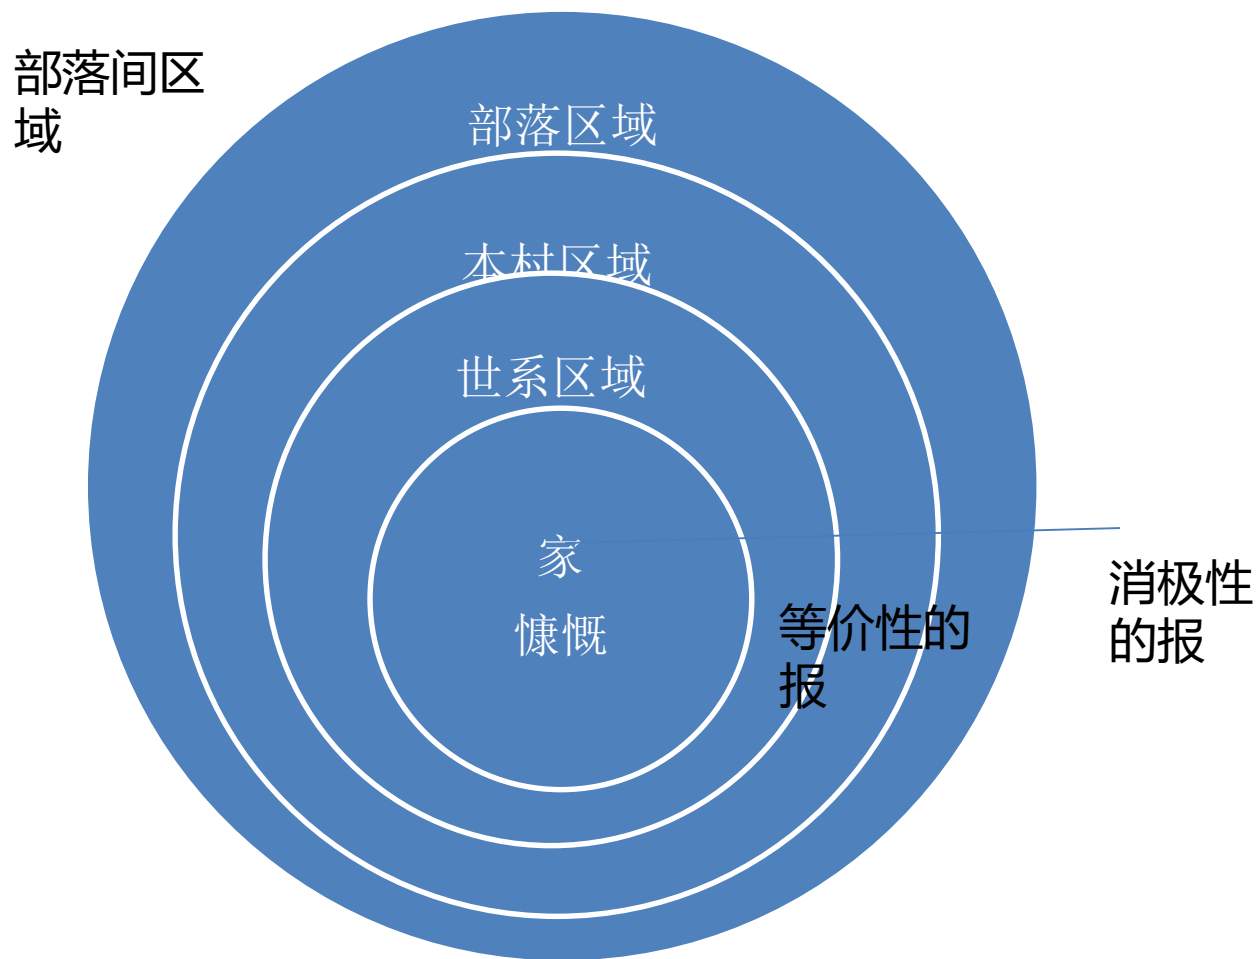 部落间区
域
部落区域
本村区域
世系区域
家
慷慨
等价性的
报
消极性
的报